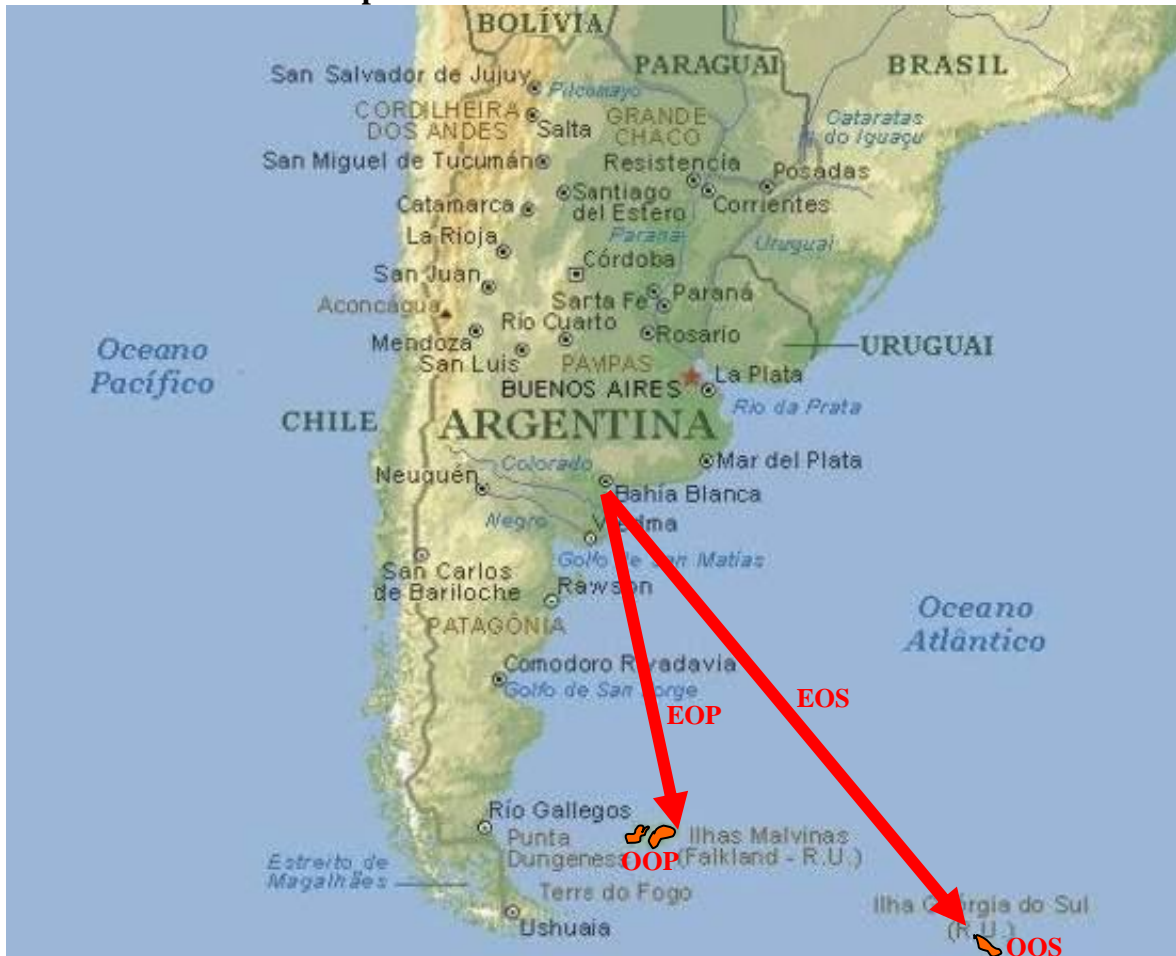 BOLÍVIA
San Salvador de Jujuy
Pilcomayo
PARAGUAI
BRASIL
CORDILHEIRA
DOS ANDES
Salta
GRANDE
CHACO
Cataratas
do Iguaçu
San Miguel de Tucumán
Resistencia
Posadas
Catamarca
Santiago
del Estero
Corrientes
La Rioja
Paraná
Uruguai
San Juan
Córdoba
Aconcágua
Sarta Fe
Paraná
Mendoza
Río Cuarto
Rosario
URUGUAI
San Luis
PAMPAS
Oceano
Pacífico
BUENOS AIRES
La Plata
Rio da Prata
CHILE
ARGENTINA
Neuquén
Colorado
Mar del Plata
Bahía Blanca
Negro
Golfo de San Matías
San Carlos
de Bariloche
Rawson
PATAGÔNIA
Oceano
Atlântico
Comodoro Rivadavia
Golfo de San Jorge
EOP
EOS
Río Gallegos
Punta
Dungeness
OOP
Ilhas Malvinas
(Falkland - R.U.)
Estreito de
Magalhães
Terra do Fogo
Ushuaia
Ilha Geórgia do Sul
(R.U.)
OOS